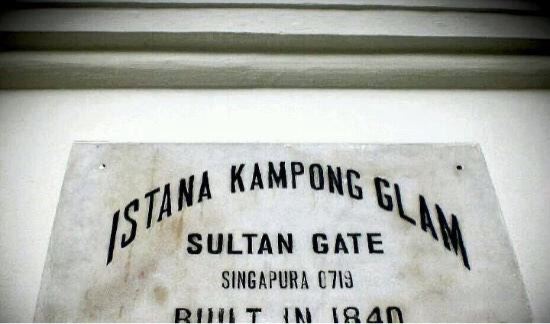 ISTANA KAMPONG GLAM
SULTAN GATE
SINGAPURA 0719
BUILT IN 1840